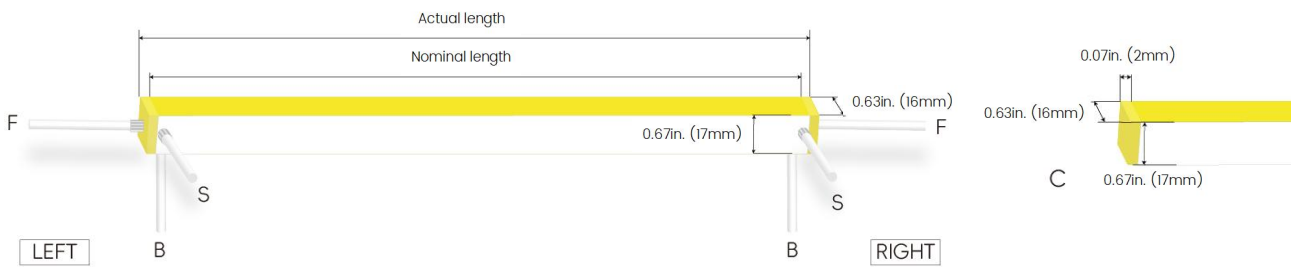 Actual length
Nominal length
0.07in. (2mm)
0.63in. (16mm)
0.63in. (16mm)
F
0.67in. (17mm)
F
C
0.67in. (17mm)
S
S
LEFT
B
B
RIGHT